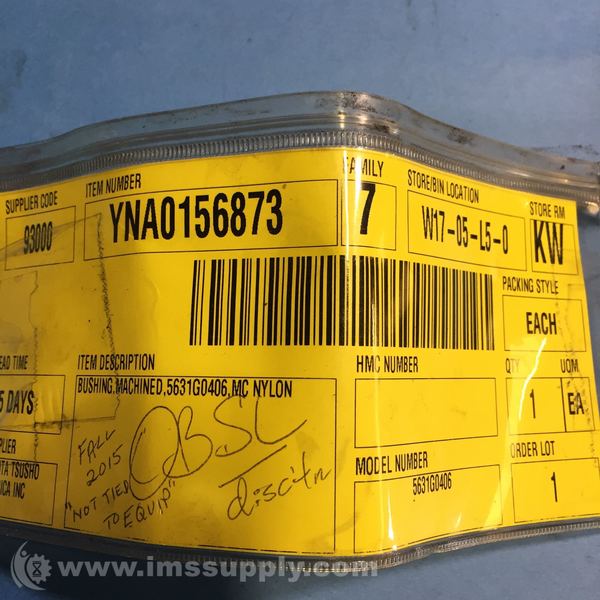 SUPPLIER CODE
93000
ITEM NUMBER
YNA0156873
FAMILY
7
STORE/BIN LOCATION
W17-05-L5-0
STORE RM
KW
PACKING STYLE
EACH
EAD TIME
5 DAYS
ITEM DESCRIPTION
BUSHING,MACHINED,5631G0406,MC NYLON
HMC NUMBER
QTY
1
UOM
EA
PLIER
TA TSUSHO
ICA INC
FALL
2015
"NOT TIED
TO EQUIP"
OBSL
MODEL NUMBER
5631G0406
ORDER LOT
1
www.imssupply.com